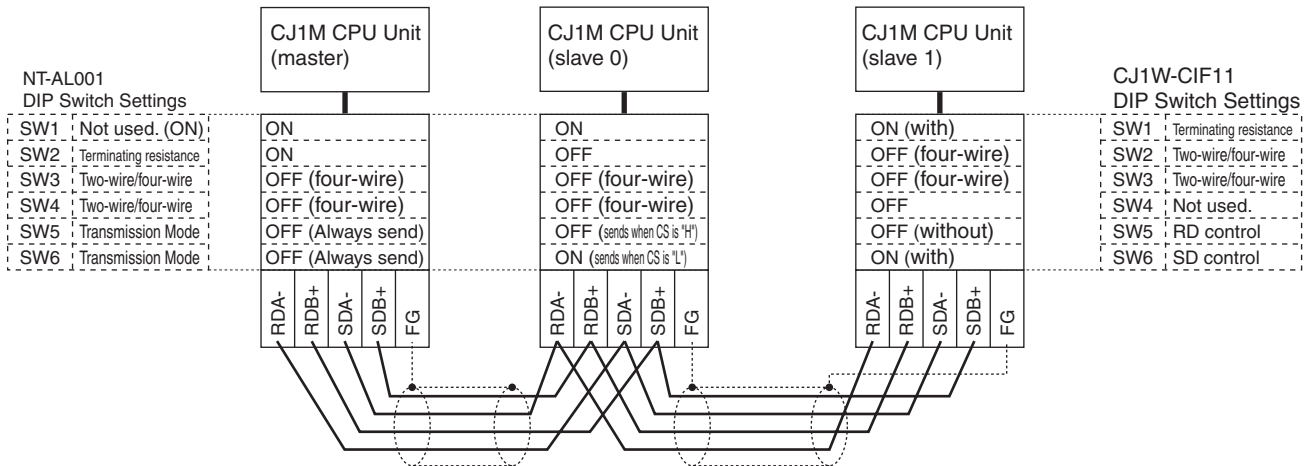 CJ1M CPU Unit
(master)
CJ1M CPU Unit
(slave 0)
CJ1M CPU Unit
(slave 1)
NT-AL001
DIP Switch Settings
SW1 Not used. (ON)
SW2 Terminating resistance
SW3 Two-wire/four-wire
SW4 Two-wire/four-wire
SW5 Transmission Mode
SW6 Transmission Mode
ON
ON
OFF (four-wire)
OFF (four-wire)
OFF (Always send)
OFF (Always send)
RDA- RDB+ SDA- SDB+ FG
ON
OFF
OFF (four-wire)
OFF (four-wire)
OFF (sends when CS is "H")
ON (sends when CS is "L")
RDA- RDB+ SDA- SDB+ FG
ON (with)
OFF (four-wire)
OFF (four-wire)
OFF
OFF (without)
ON (with)
RDA- RDB+ SDA- SDB+ FG
CJ1W-CIF11
DIP Switch Settings
SW1 Terminating resistance
SW2 Two-wire/four-wire
SW3 Two-wire/four-wire
SW4 Not used.
SW5 RD control
SW6 SD control